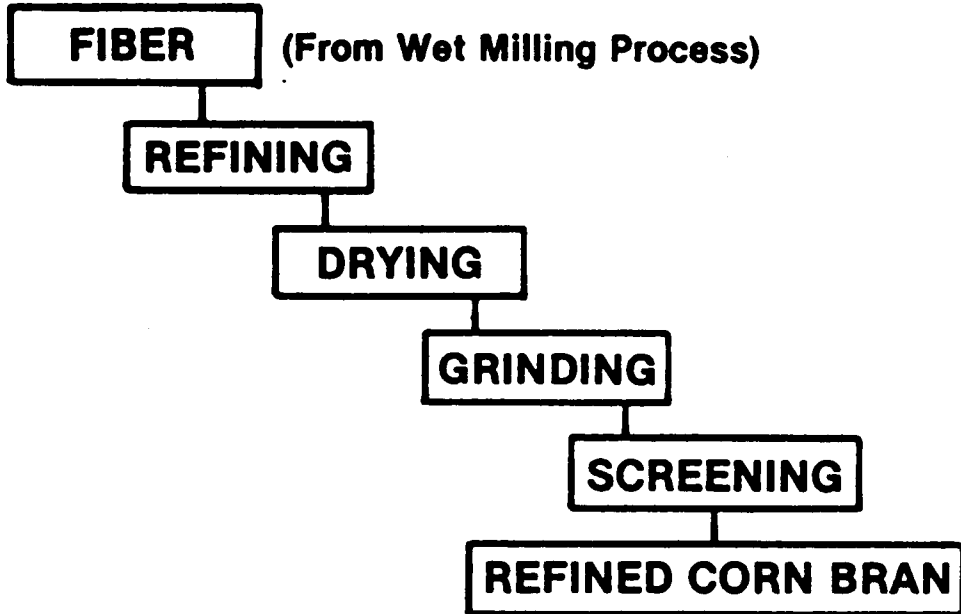 FIBER (From Wet Milling Process)
REFINING
DRYING
GRINDING
SCREENING
REFINED CORN BRAN